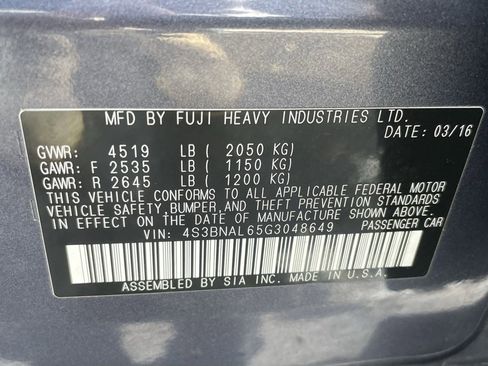 MFD BY FUJI HEAVY INDUSTRIES LTD.
DATE: 03/16
GVWR: 4519 LB ( 2050 KG)
GAWR: F 2535 LB ( 1150 KG)
GAWR: R 2645 LB ( 1200 KG)
THIS VEHICLE CONFORMS TO ALL APPLICABLE FEDERAL MOTOR
VEHICLE SAFETY,BUMPER,AND THEFT PREVENTION STANDARDS
IN EFFECT ON THE DATE OF MANUFACTURE SHOWN ABOVE.
VIN: 4S3BNAL65G3048649 PASSENGER CAR
ASSEMBLED BY SIA INC. MADE IN U.S.A.